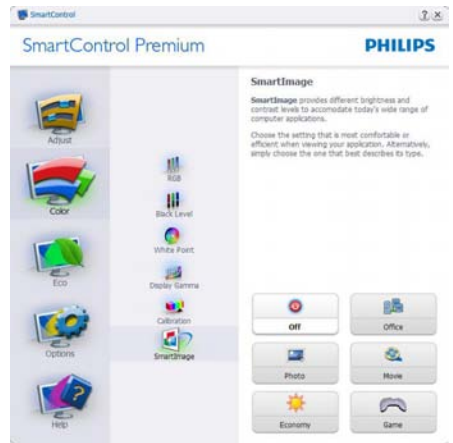 SmartControl
SmartControl Premium
PHILIPS
Adjust
Color
Eco
Options
Help
RGB
Black Level
White Point
Display Gamma
Calibration
SmartImage
SmartImage
SmartImage provides different brightness and
contrast levels to accomodate today's wide range of
computer applications.
Choose the setting that is most comfortable or
efficient when viewing your application. Alternatively,
simply choose the one that best describes its type.
Off
Office
Photo
Movie
Economy
Game